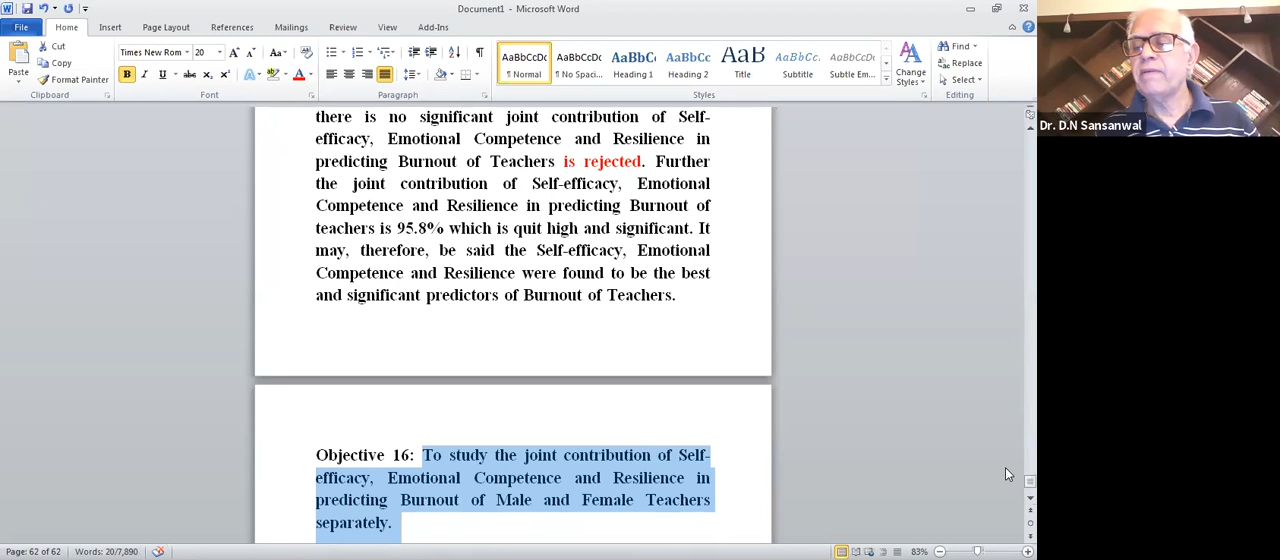 Document1 - Microsoft Word
File Home Insert Page Layout References Mailings Review View Add-Ins
Paste
Cut
Copy
Format Painter
Clipboard
Times New Rom 20
B I U abc
Font
Paragraph
AaBbCcDc AaBbCcDc AaBbCc AaBbCc AaB AaBbCc. AaBbCcDc
¶ Normal ¶ No Spaci... Heading 1 Heading 2 Title Subtitle Subtle Em...
Change
Styles
Styles
Find
Replace
Select
Editing
there is no significant joint contribution of Self-
efficacy, Emotional Competence and Resilience in
predicting Burnout of Teachers is rejected. Further
the joint contribution of Self-efficacy, Emotional
Competence and Resilience in predicting Burnout of
teachers is 95.8% which is quit high and significant. It
may, therefore, be said the Self-efficacy, Emotional
Competence and Resilience were found to be the best
and significant predictors of Burnout of Teachers.
Objective 16: To study the joint contribution of Self-
efficacy, Emotional Competence and Resilience in
predicting Burnout of Male and Female Teachers
separately.
Page: 62 of 62 Words: 20/7,890 83%
Dr. D.N Sansanwal